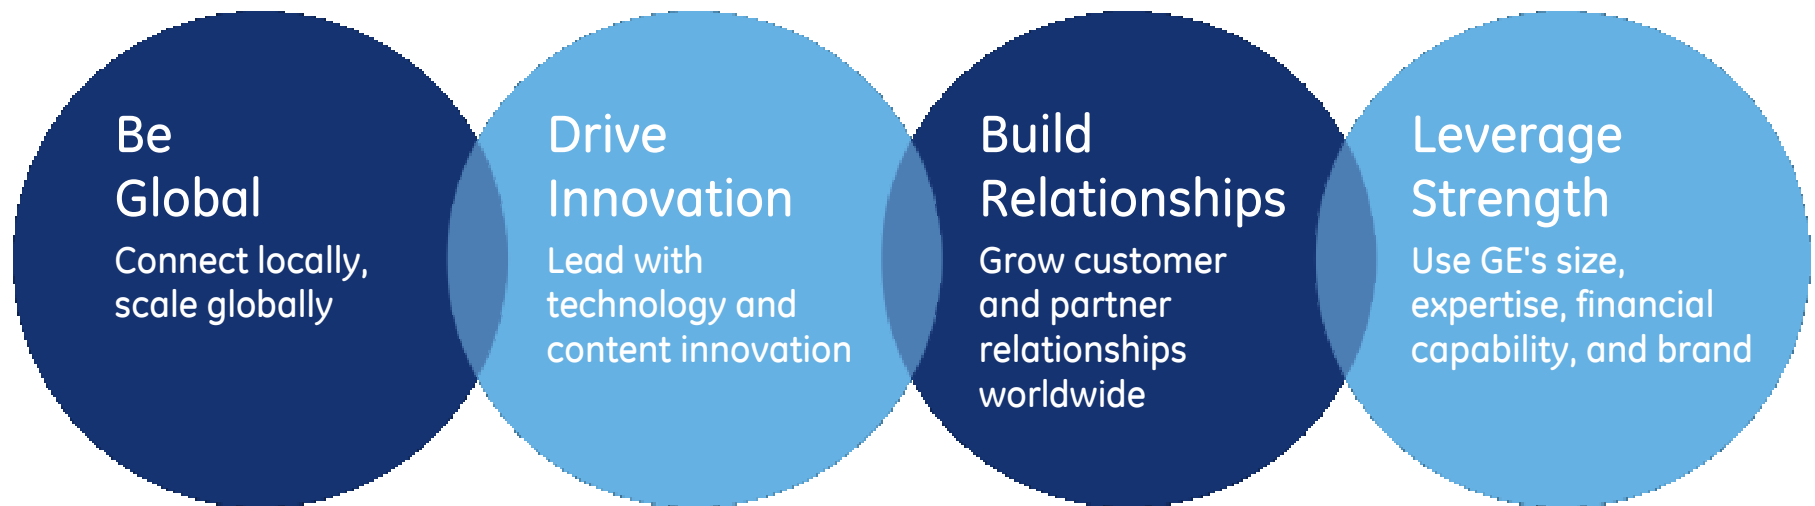 Be
Global
Connect locally,
scale globally
Drive
Innovation
Lead with
technology and
content innovation
Build
Relationships
Grow customer
and partner
relationships
worldwide
Leverage
Strength
Use GE's size,
expertise, financial
capability, and brand